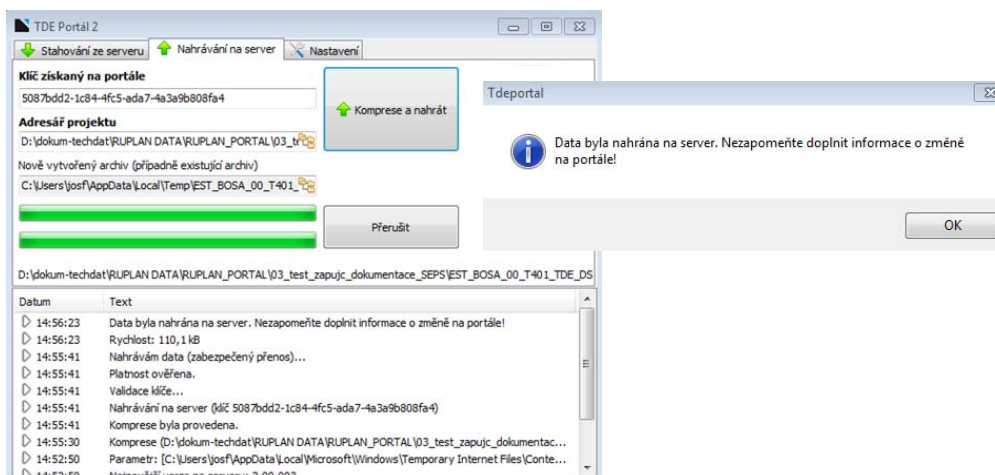 TDE Portál 2
Stahování ze serveru
Nahrávání na server
Nastavení
Klíč získaný na portále
5087bdd2-1c84-4fc5-ada7-4a3a9b808fa4
Komprese a nahrát
Adresář projektu
D:\dokum-techdat\RUPLAN DATA\RUPLAN_PORTAL\03_tr
Nově vytvořený archiv (případně existující archiv)
C:\Users\josf\AppData\Local\Temp\EST_BOSA_00_T401_
Přerušit
D:\dokum-techdat\RUPLAN DATA\RUPLAN_PORTAL\03_test_zapujc_dokumentace_SEPS\EST_BOSA_00_T401_TDE_DS
Datum Text
14:56:23 Data byla nahrána na server. Nezapomeňte doplnit informace o změně na portále!
14:56:23 Rychlost: 110,1 kB
14:55:41 Nahrávám data (zabezpečený přenos)...
14:55:41 Platnost ověřena.
14:55:41 Validace klíče...
14:55:41 Nahrávání na server (klíč 5087bdd2-1c84-4fc5-ada7-4a3a9b808fa4)
14:55:41 Komprese byla provedena.
14:55:30 Komprese (D:\dokum-techdat\RUPLAN DATA\RUPLAN_PORTAL\03_test_zapujc_dokumentac...
14:52:50 Parametr: [C:\Users\josf\AppData\Local\Microsoft\Windows\Temporary Internet Files\Conte...
Tdeportal
Data byla nahrána na server. Nezapomeňte doplnit informace o změně
na portále!
OK